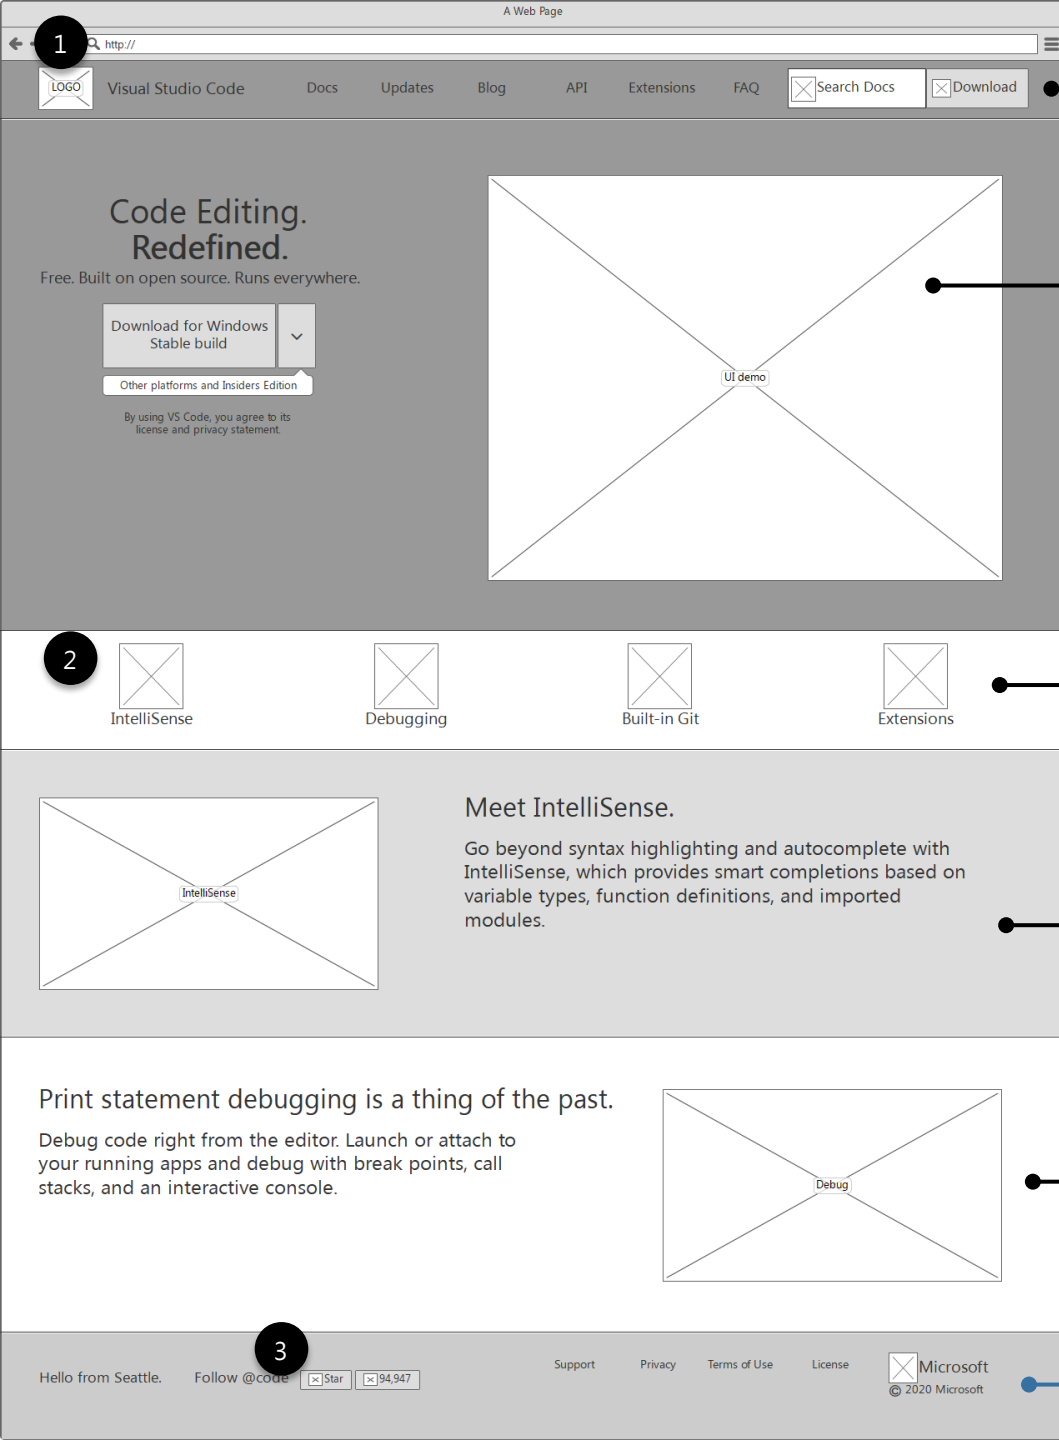 A Web Page
1
http://
LOGO
Visual Studio Code
Docs
Updates
Blog
API
Extensions
FAQ
Search Docs
Download
Code Editing.
Redefined.
Free. Built on open source. Runs everywhere.
Download for Windows
Stable build
Other platforms and Insiders Edition
By using VS Code, you agree to its
license and privacy statement.
UI demo
2
IntelliSense
Debugging
Built-in Git
Extensions
IntelliSense
Meet IntelliSense.
Go beyond syntax highlighting and autocomplete with
IntelliSense, which provides smart completions based on
variable types, function definitions, and imported
modules.
Print statement debugging is a thing of the past.
Debug code right from the editor. Launch or attach to
your running apps and debug with break points, call
stacks, and an interactive console.
Debug
3
Hello from Seattle.
Follow @code
Star
94,947
Support
Privacy
Terms of Use
License
Microsoft
© 2020 Microsoft